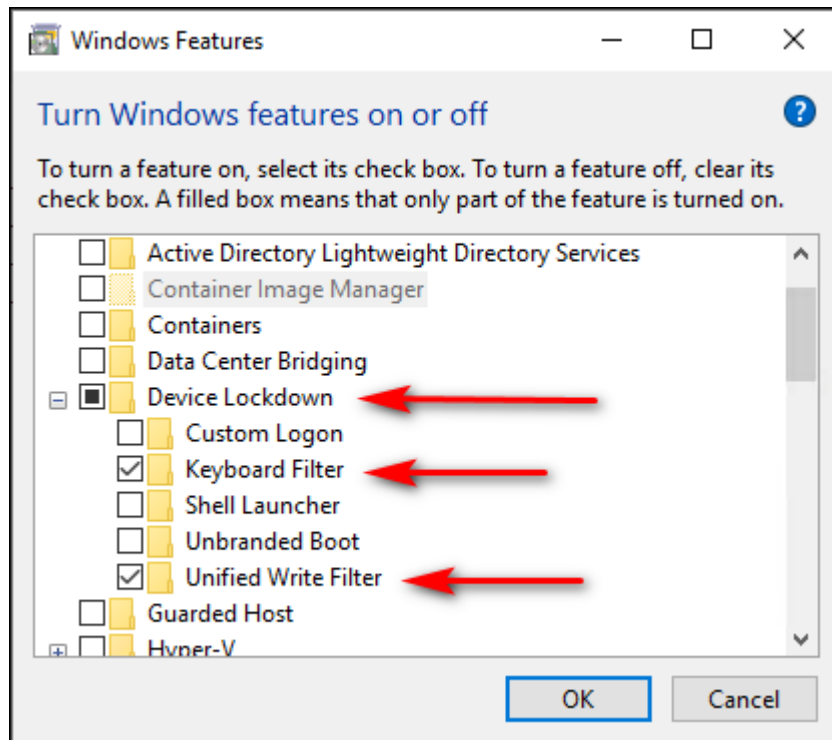 Windows Features
Turn Windows features on or off
?
To turn a feature on, select its check box. To turn a feature off, clear its
check box. A filled box means that only part of the feature is turned on.
Active Directory Lightweight Directory Services
Container Image Manager
Containers
Data Center Bridging
Device Lockdown
Custom Logon
Keyboard Filter
Shell Launcher
Unbranded Boot
Unified Write Filter
Guarded Host
Hyper-V
OK
Cancel